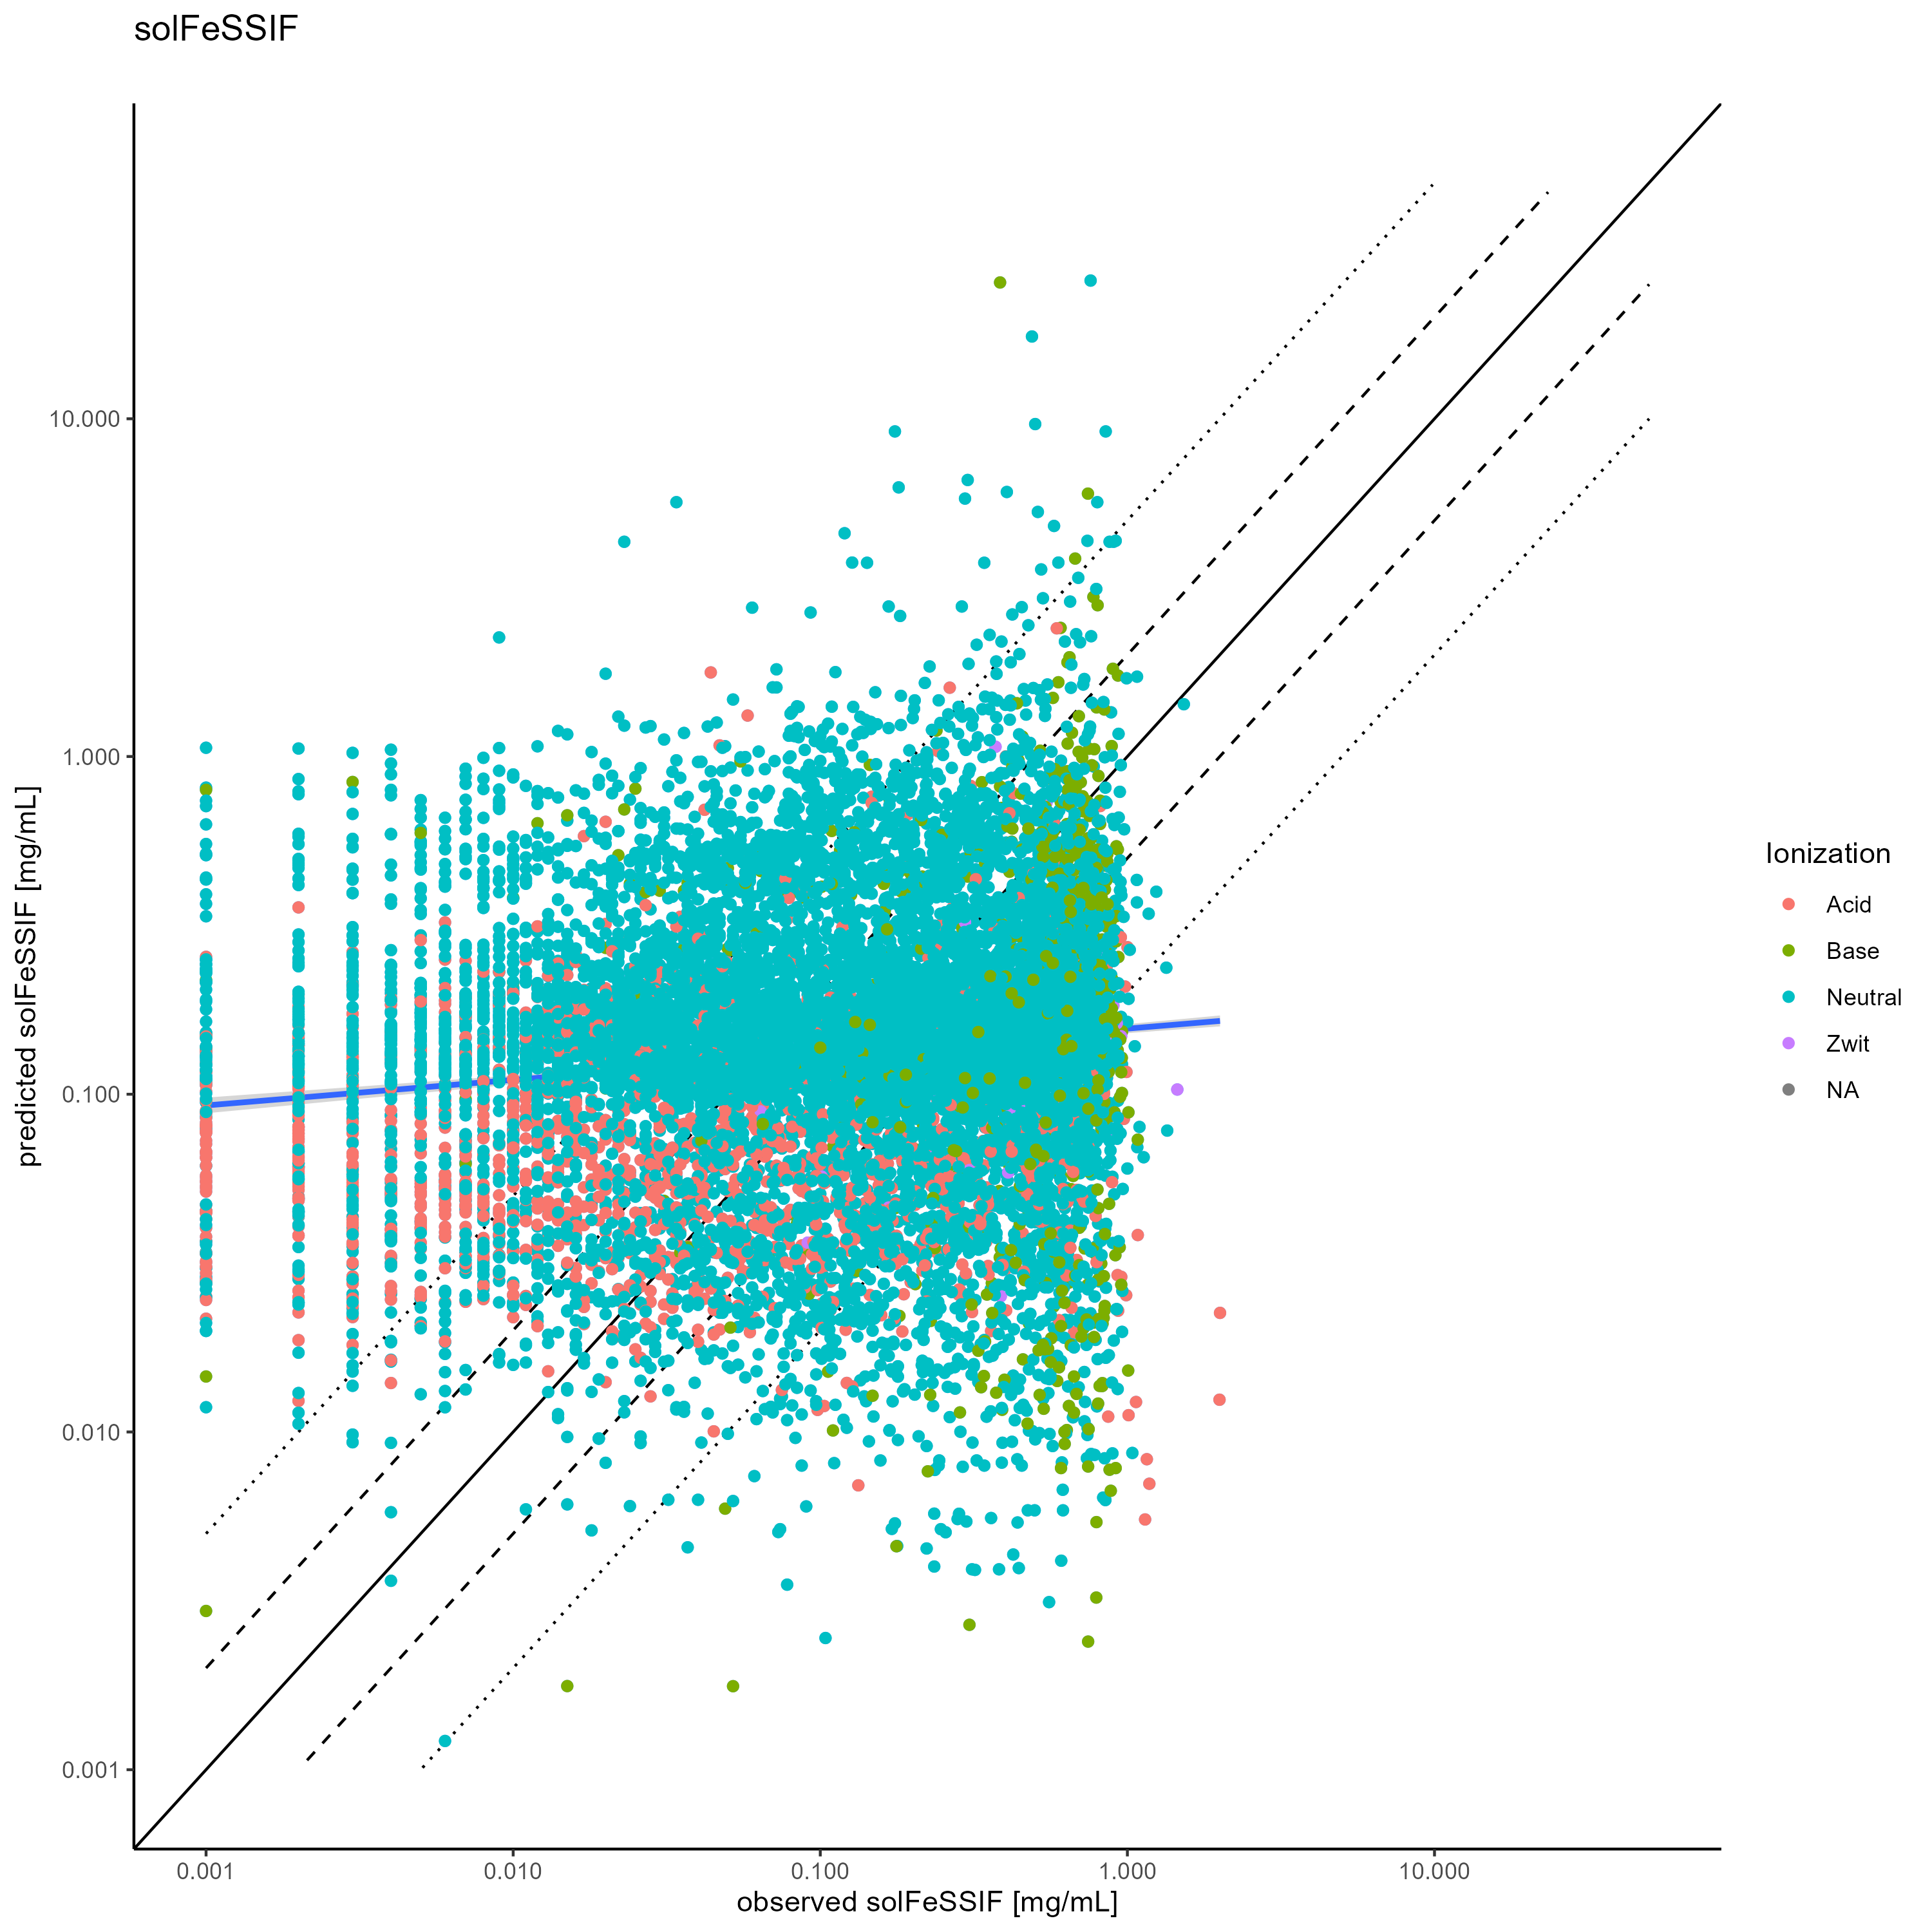 solFeSSIF
predicted solFeSSIF [mg/mL]
10.000
1.000
0.100
0.010
0.001
0.001
0.010
0.100
1.000
10.000
observed solFeSSIF [mg/mL]
Ionization
Acid
Base
Neutral
Zwit
NA